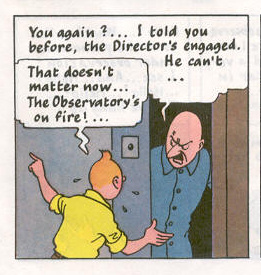 You again ?... I told you
before, the Director's engaged.
He can't
...
That doesn't
matter now...
The Observatory's
on fire! ...